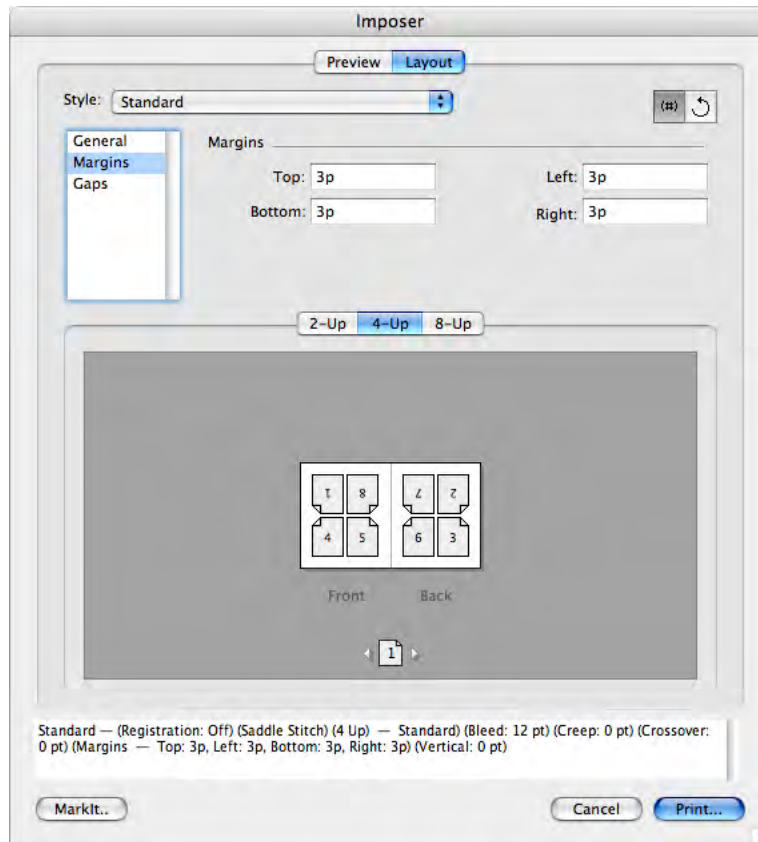 Imposer
Preview Layout
Style: Standard (#)
General
Margins
Gaps
Margins
Top: 3p Left: 3p
Bottom: 3p Right: 3p
2-Up 4-Up 8-Up
1 8 7 2
4 5 6 3
Front Back
1
Standard — (Registration: Off) (Saddle Stitch) (4 Up) — Standard) (Bleed: 12 pt) (Creep: 0 pt) (Crossover:
0 pt) (Margins — Top: 3p, Left: 3p, Bottom: 3p, Right: 3p) (Vertical: 0 pt)
MarkIt.. Cancel Print...